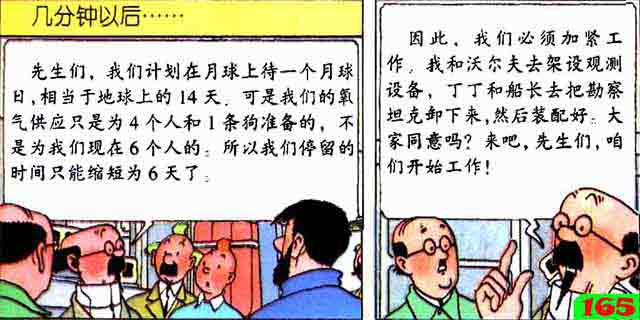 几分钟以后……
先生们，我们计划在月球上待一个月球
日，相当于地球上的 14 天．可是我们的氧
气供应只是为 4 个人和 1 条狗准备的，不
是为我们现在 6 个人的．所以我们停留的
时间只能缩短为 6 天了．
因此，我们必须加紧工
作．我和沃尔夫去架设观测
设备，丁丁和船长去把勘察
坦克卸下来，然后装配好．大
家同意吗？来吧，先生们，咱
们开始工作！
165